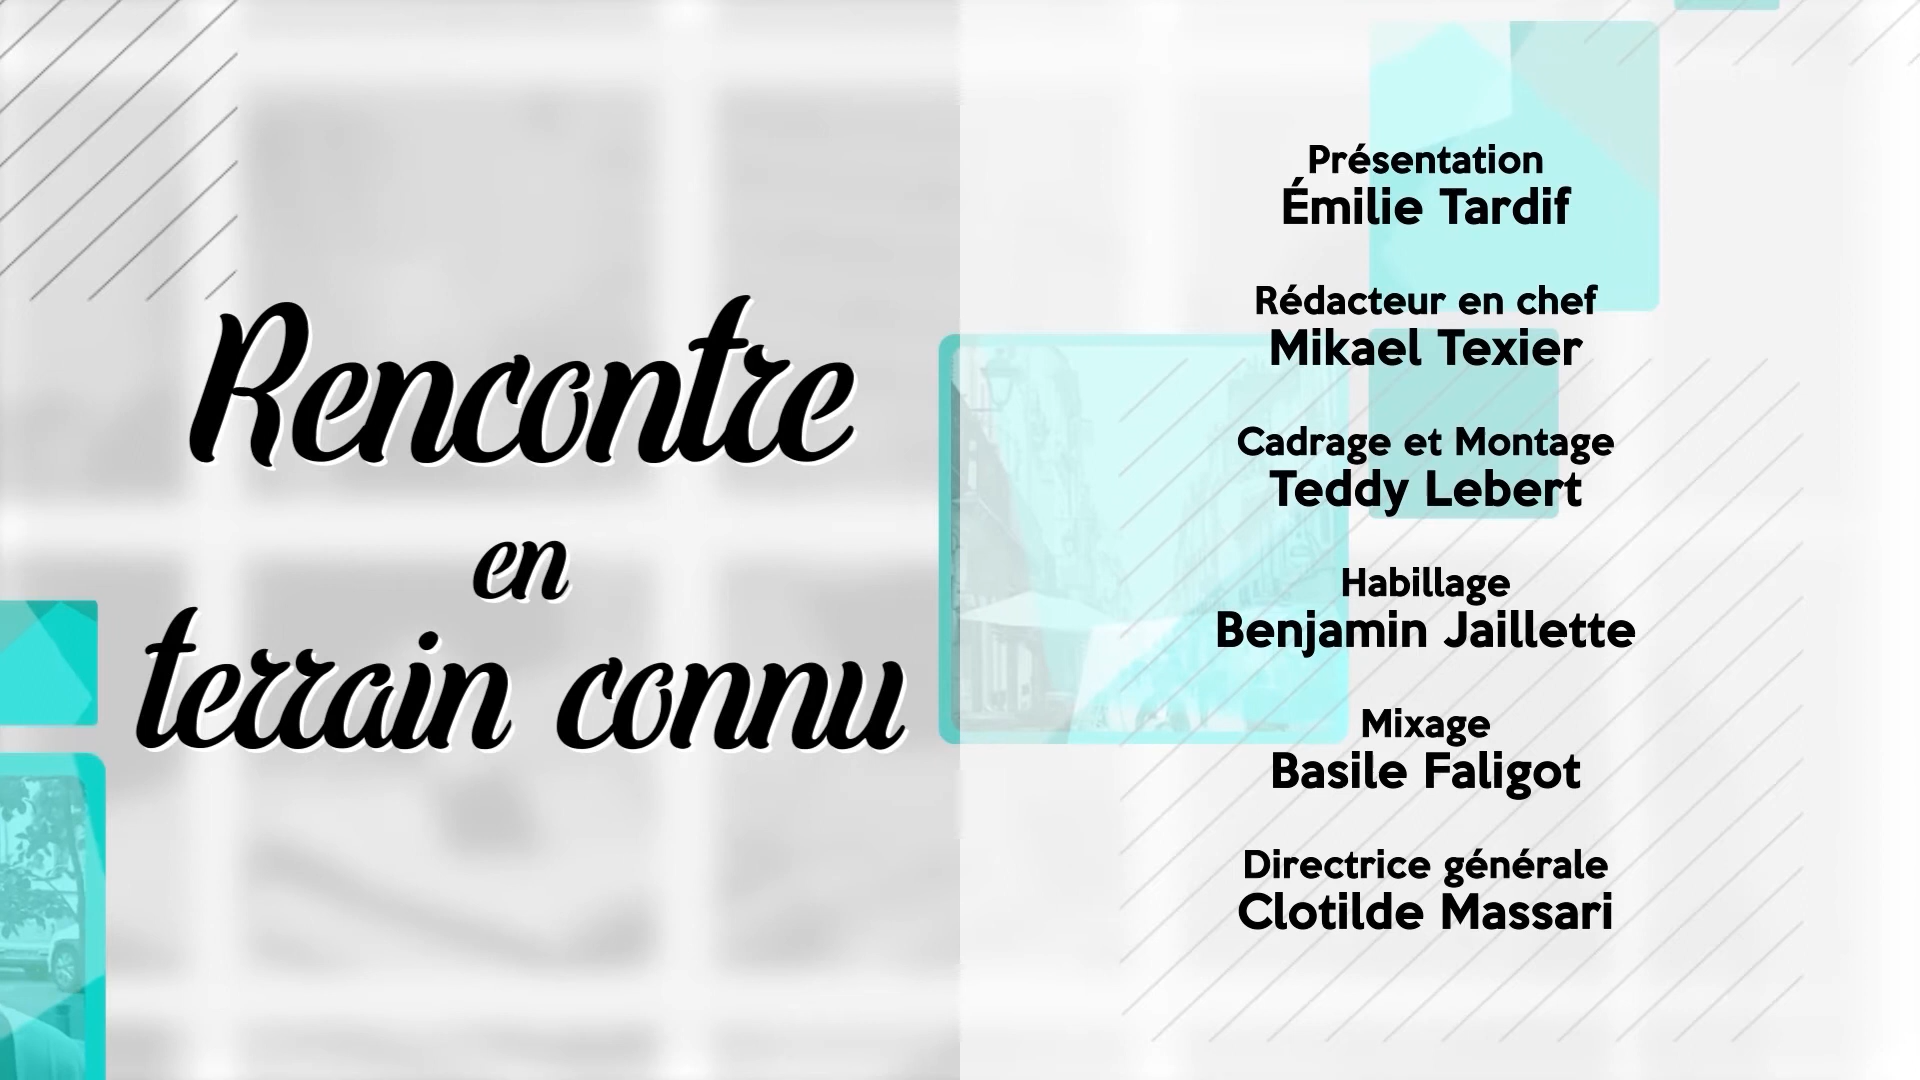 Rencontre
en
terrain connu
Présentation
Émilie Tardif
Rédacteur en chef
Mikael Texier
Cadrage et Montage
Teddy Lebert
Habillage
Benjamin Jaillette
Mixage
Basile Faligot
Directrice générale
Clotilde Massari